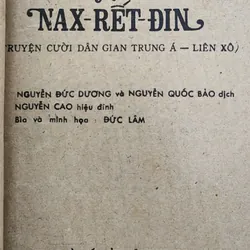 NAX-RẾT-ĐIN
TRUYỆN CƯỜI DÂN GIAN TRUNG Á — LIÊN XÔ)
NGUYỄN ĐỨC DƯƠNG và NGUYỄN QUỐC BẢO dịch
NGUYỄN CAO hiệu đính
Bìa và minh họa : ĐỨC LÂM